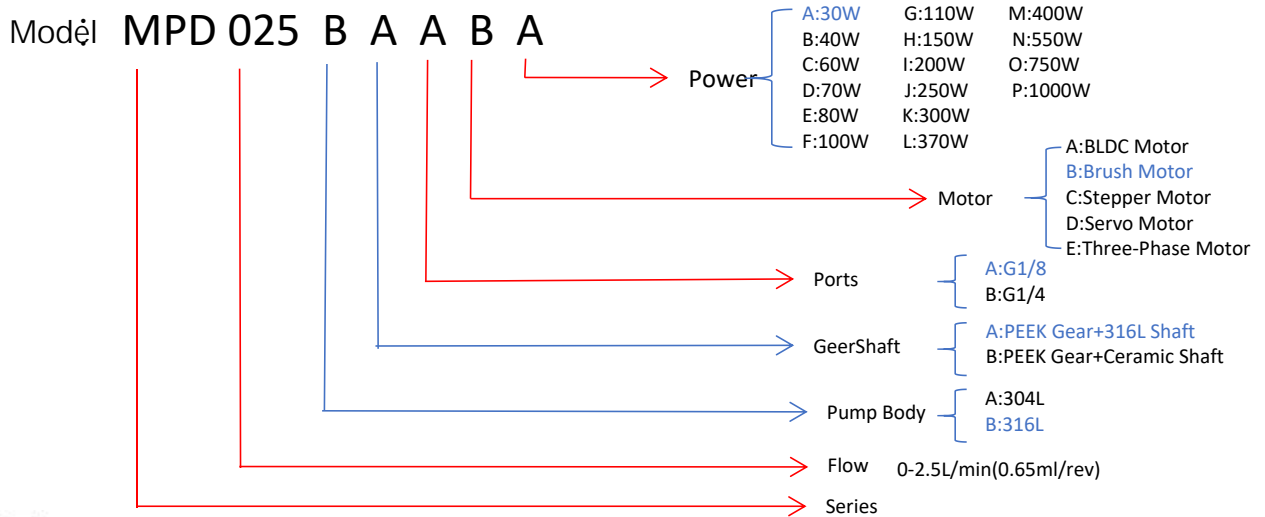 Model MPD 025 B A A B A
Power
A:30W G:110W M:400W
B:40W H:150W N:550W
C:60W I:200W O:750W
D:70W J:250W P:1000W
E:80W K:300W
F:100W L:370W
Motor
A:BLDC Motor
B:Brush Motor
C:Stepper Motor
D:Servo Motor
E:Three-Phase Motor
Ports
A:G1/8
B:G1/4
GeerShaft
A:PEEK Gear+316L Shaft
B:PEEK Gear+Ceramic Shaft
Pump Body
A:304L
B:316L
Flow 0-2.5L/min(0.65ml/rev)
Series